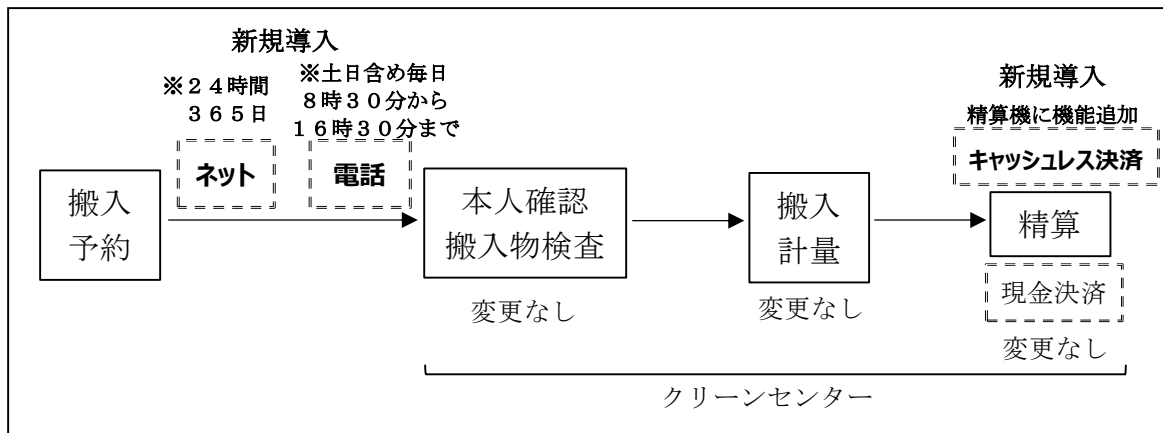 新規導入
※２４時間
３６５日
※土日含め毎日
８時３０分から
１６時３０分まで
ネット
電話
搬入
予約
本人確認
搬入物検査
変更なし
搬入
計量
変更なし
新規導入
精算機に機能追加
キャッシュレス決済
精算
現金決済
変更なし
クリーンセンター